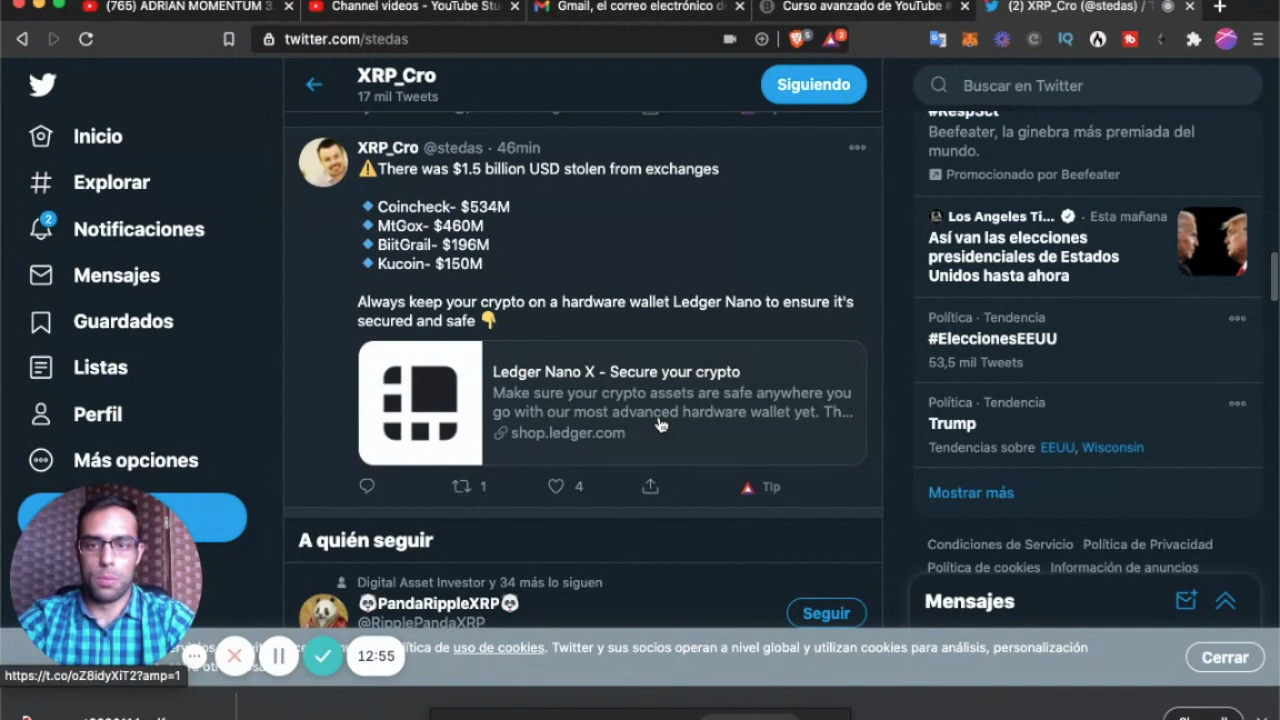 (765) ADRIAN MOMENTUM 3
Channel videos - YouTube Stu
Gmail, el correo electrónico d
Curso avanzado de YouTube
(2) XRP_Cro (@stedas) / T
twitter.com/stedas
Inicio
Explorar
2
Notificaciones
Mensajes
Guardados
Listas
Perfil
Más opciones
XRP_Cro
17 mil Tweets
Siguiendo
XRP_Cro @stedas · 46min
⚠️There was $1.5 billion USD stolen from exchanges
🔹Coincheck- $534M
🔹MtGox- $460M
🔹BiitGrail- $196M
🔹Kucoin- $150M
Always keep your crypto on a hardware wallet Ledger Nano to ensure it's
secured and safe 👇
Ledger Nano X - Secure your crypto
Make sure your crypto assets are safe anywhere you
go with our most advanced hardware wallet yet. Th...
shop.ledger.com
1
4
Tip
A quién seguir
Digital Asset Investor y 34 más lo siguen
🐼PandaRippleXRP🐼
@RipplePandaXRP
Seguir
Buscar en Twitter
#RespSct
Beefeater, la ginebra más premiada del
mundo.
Promocionado por Beefeater
Los Angeles Ti... · Esta mañana
Así van las elecciones
presidenciales de Estados
Unidos hasta ahora
Política · Tendencia
#EleccionesEEUU
53,5 mil Tweets
Política · Tendencia
Trump
Tendencias sobre EEUU, Wisconsin
Mostrar más
Condiciones de Servicio Política de Privacidad
Política de cookies Información de anuncios
Mensajes
lítica de uso de cookies. Twitter y sus socios operan a nivel global y utilizan cookies para análisis, personalización
Cerrar
12:55
https://t.co/oZ8idyXiT2?amp=1